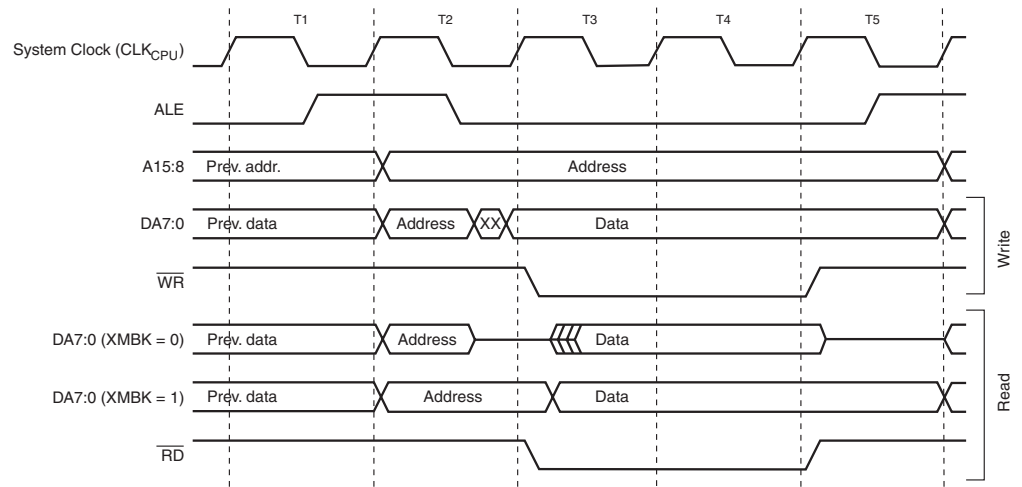 T1 T2 T3 T4 T5
System Clock (CLKCPU)
ALE
A15:8 Prev. addr. Address
DA7:0 Prev. data Address XX Data
WR
Write
DA7:0 (XMBK = 0) Prev. data Address Data
DA7:0 (XMBK = 1) Prev. data Address Data
RD
Read